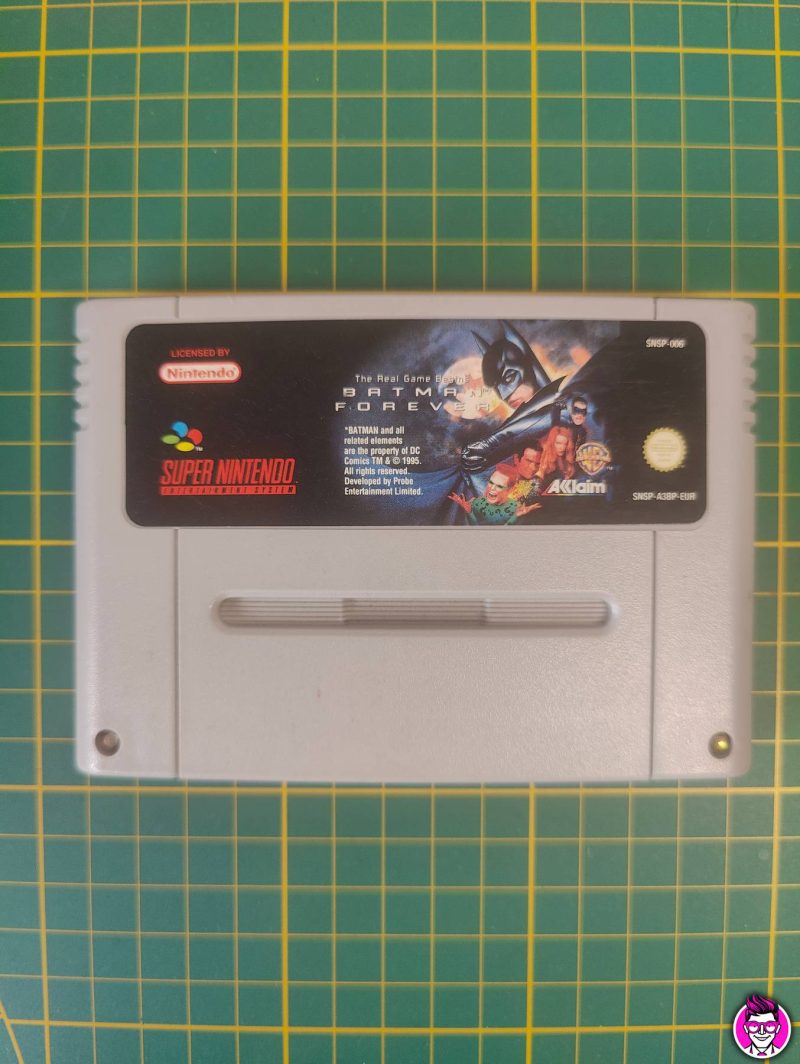 LICENSED BY
Nintendo
TM
SUPER NINTENDO
ENTERTAINMENT SYSTEM
The Real Game Begins
BATMAN
FOREVER
*BATMAN and all
related elements
are the property of DC
Comics TM & © 1995.
All rights reserved.
Developed by Probe
Entertainment Limited.
AKklaim
SNSP-006
SNSP-A3BP-EUR